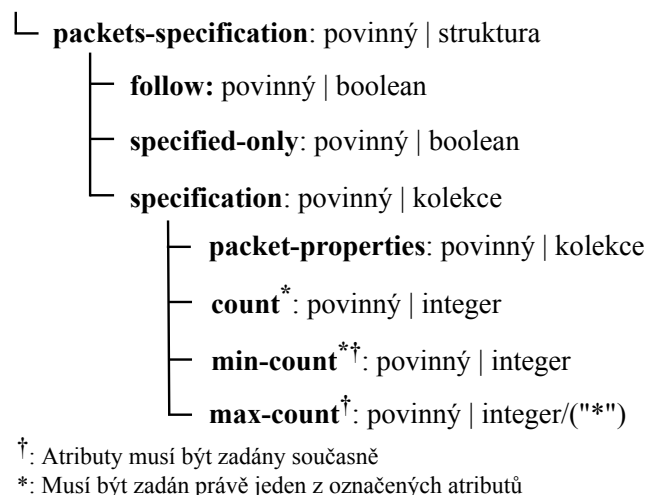 packets-specification: povinný | struktura
follow: povinný | boolean
specified-only: povinný | boolean
specification: povinný | kolekce
packet-properties: povinný | kolekce
count*: povinný | integer
min-count*†: povinný | integer
max-count†: povinný | integer/("*")
†: Atributy musí být zadány současně
*: Musí být zadán právě jeden z označených atributů